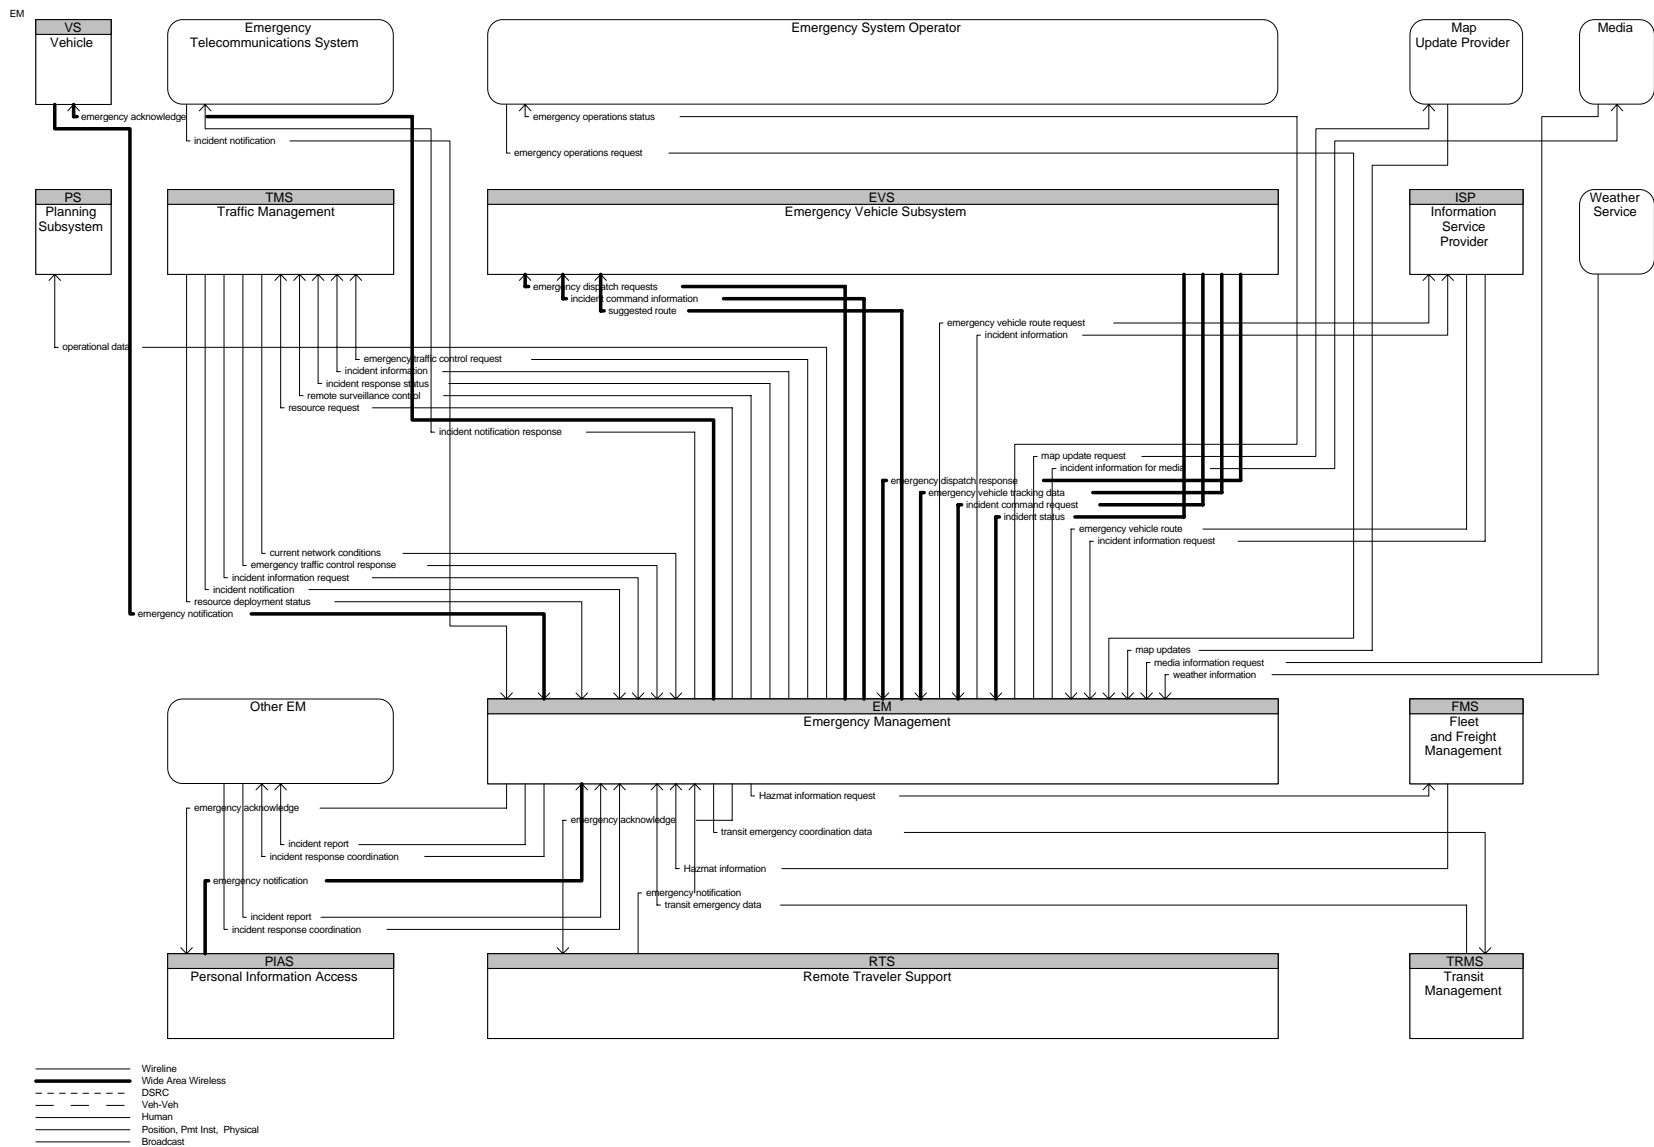 EM
VS
Vehicle
Emergency
Telecommunications System
Emergency System Operator
Map
Update Provider
Media
emergency acknowledge
incident notification
emergency operations status
emergency operations request
PS
Planning
Subsystem
TMS
Traffic Management
EVS
Emergency Vehicle Subsystem
ISP
Information
Service
Provider
Weather
Service
emergency dispatch requests
incident command information
suggested route
emergency vehicle route request
incident information
operational data
emergency traffic control request
incident information
incident response status
remote surveillance control
resource request
incident notification response
map update request
incident information for media
emergency dispatch response
emergency vehicle tracking data
incident command request
incident status
emergency vehicle route
incident information request
current network conditions
emergency traffic control response
incident information request
incident notification
resource deployment status
emergency notification
map updates
media information request
weather information
Other EM
EM
Emergency Management
FMS
Fleet
and Freight
Management
Hazmat information request
emergency acknowledge
emergency acknowledge
transit emergency coordination data
incident report
incident response coordination
Hazmat information
emergency notification
emergency notification
transit emergency data
incident report
incident response coordination
PIAS
Personal Information Access
RTS
Remote Traveler Support
TRMS
Transit
Management
Wireline
Wide Area Wireless
DSRC
Veh-Veh
Human
Position, Pmt Inst, Physical
Broadcast